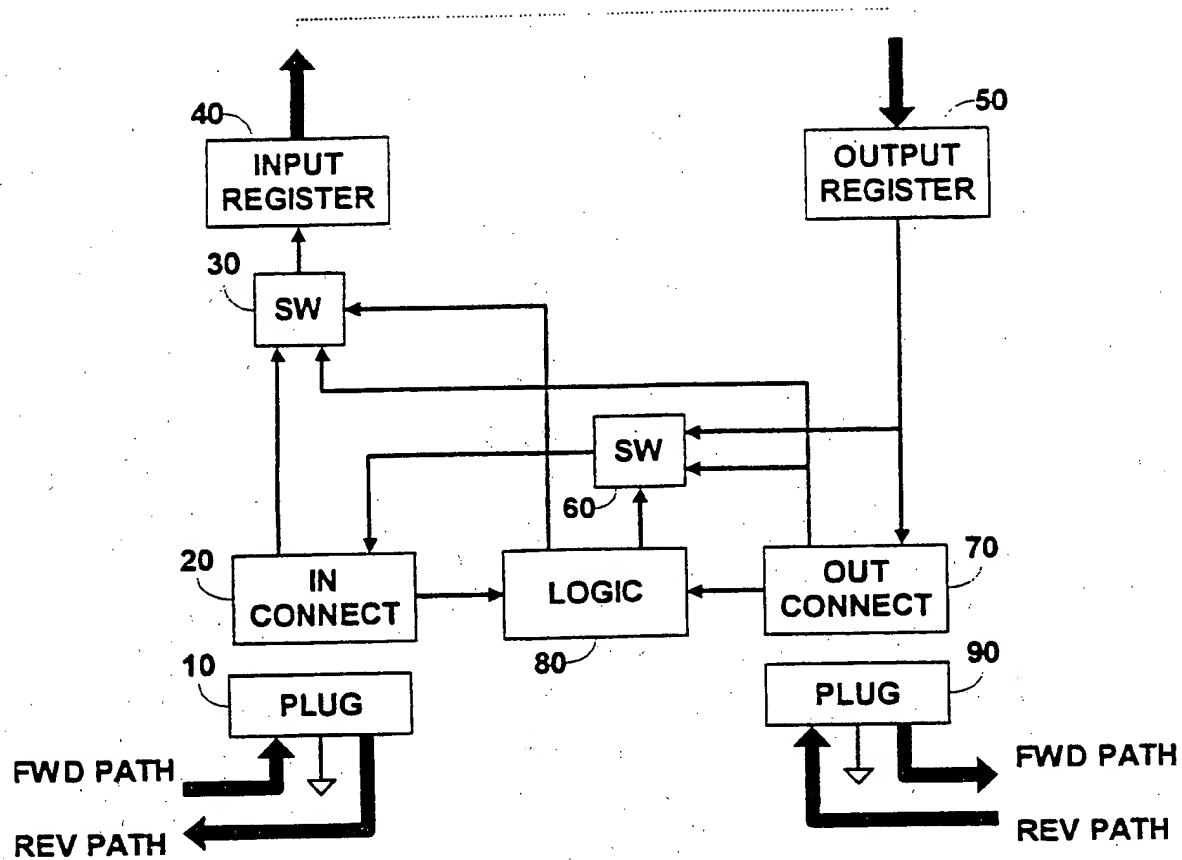 40
INPUT
REGISTER
50
OUTPUT
REGISTER
30
SW
SW
60
20
IN
CONNECT
LOGIC
80
OUT
CONNECT
70
10
PLUG
PLUG
90
FWD PATH
REV PATH
FWD PATH
REV PATH